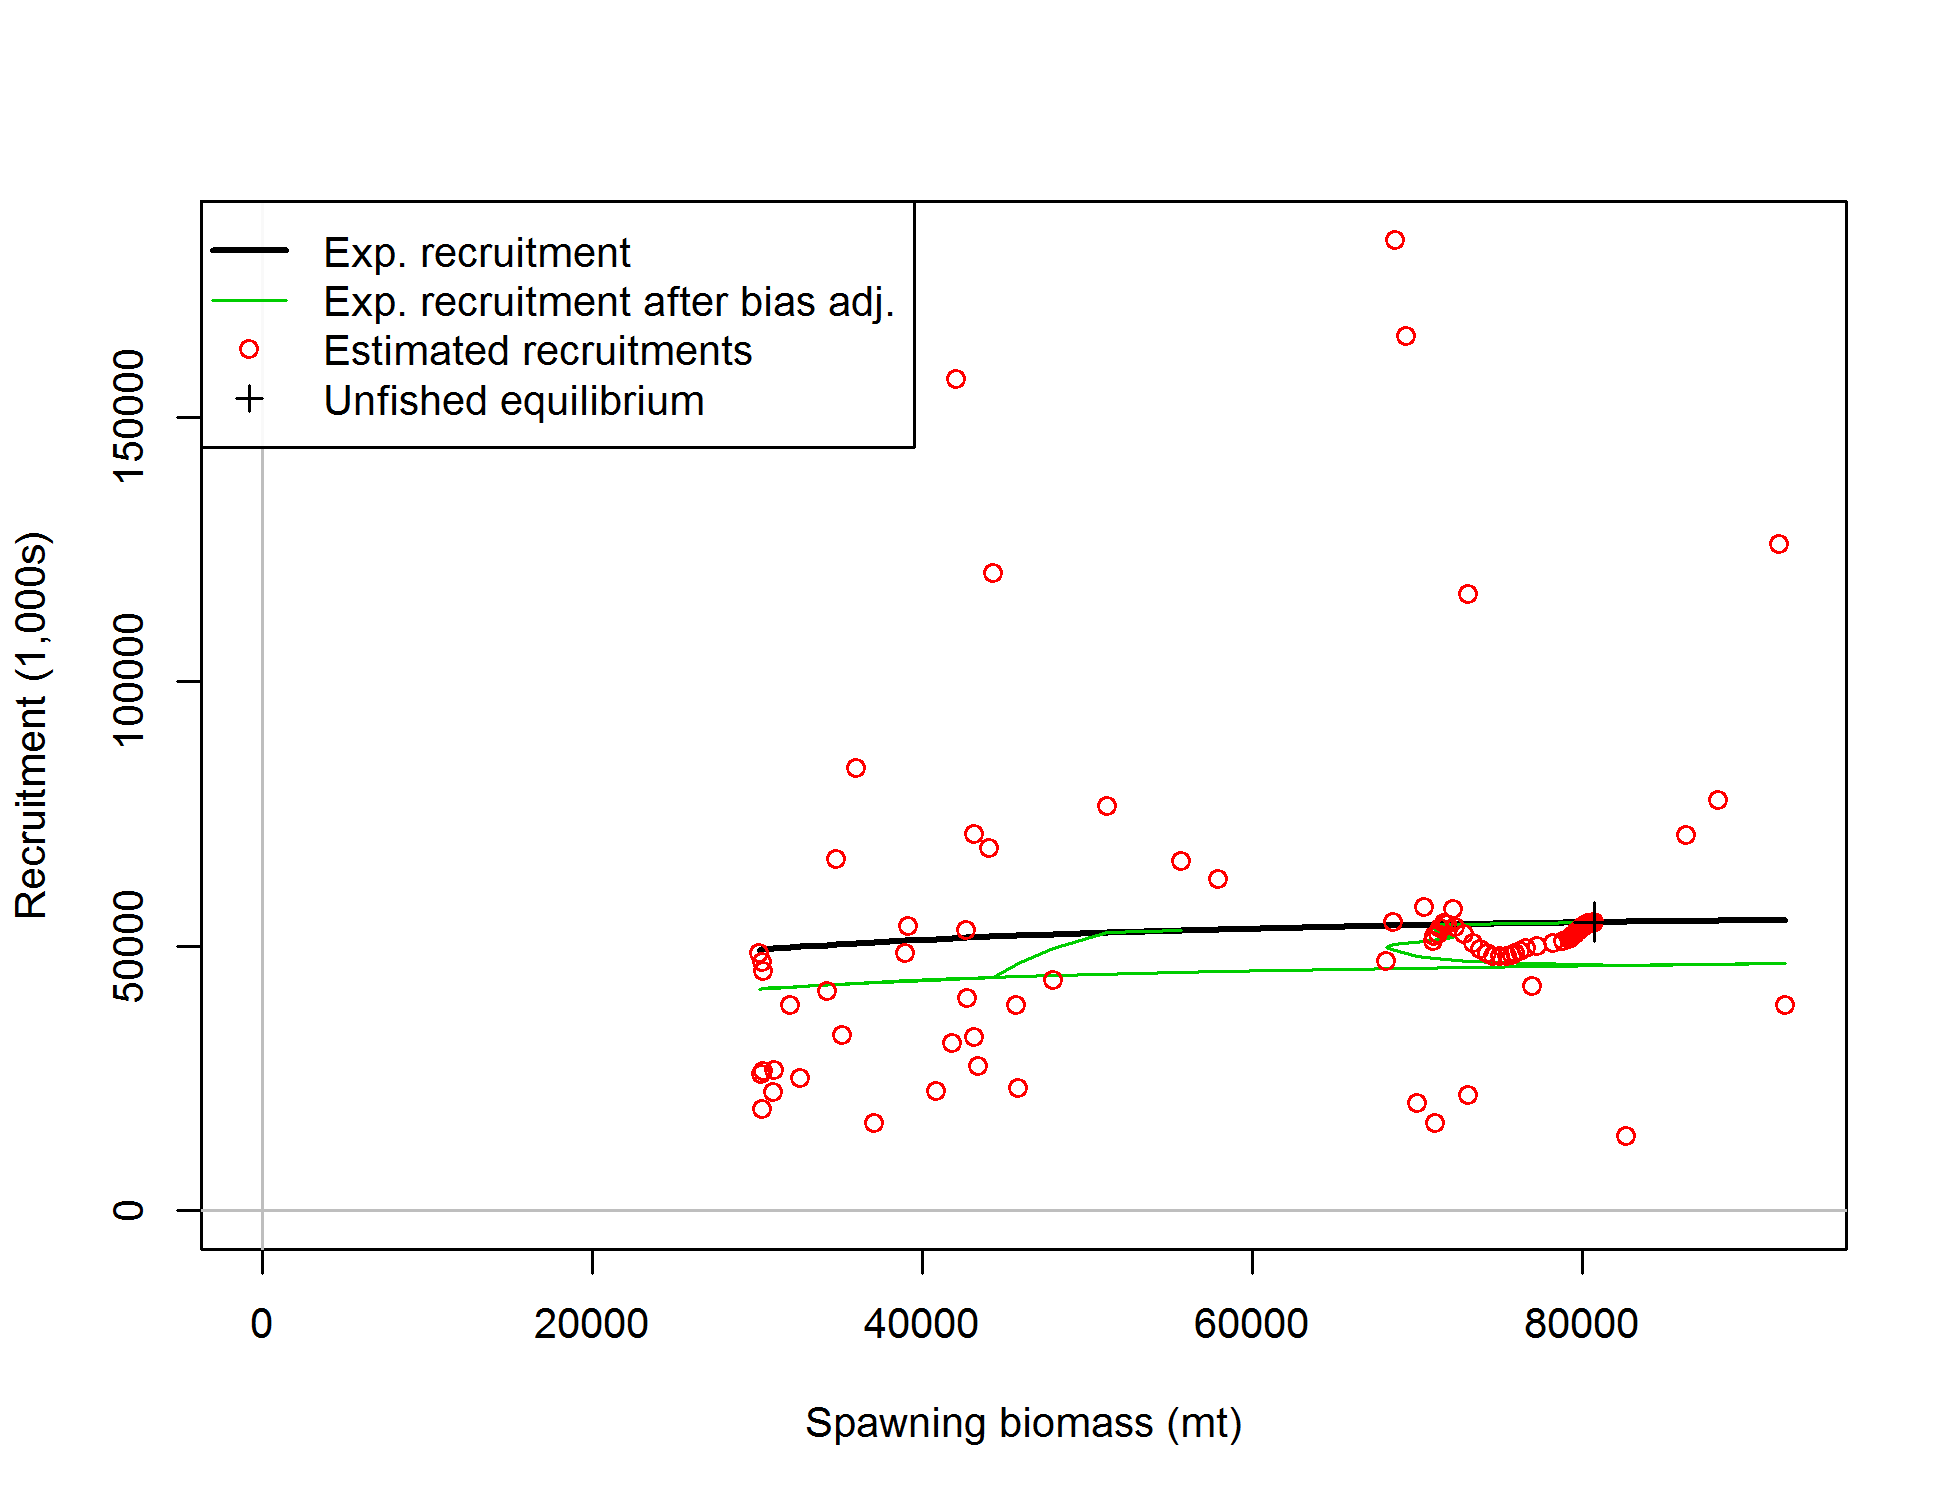 Exp. recruitment
Exp. recruitment after bias adj.
Estimated recruitments
Unfished equilibrium
Recruitment (1,000s)
150000
100000
50000
0
0
20000
40000
60000
80000
Spawning biomass (mt)